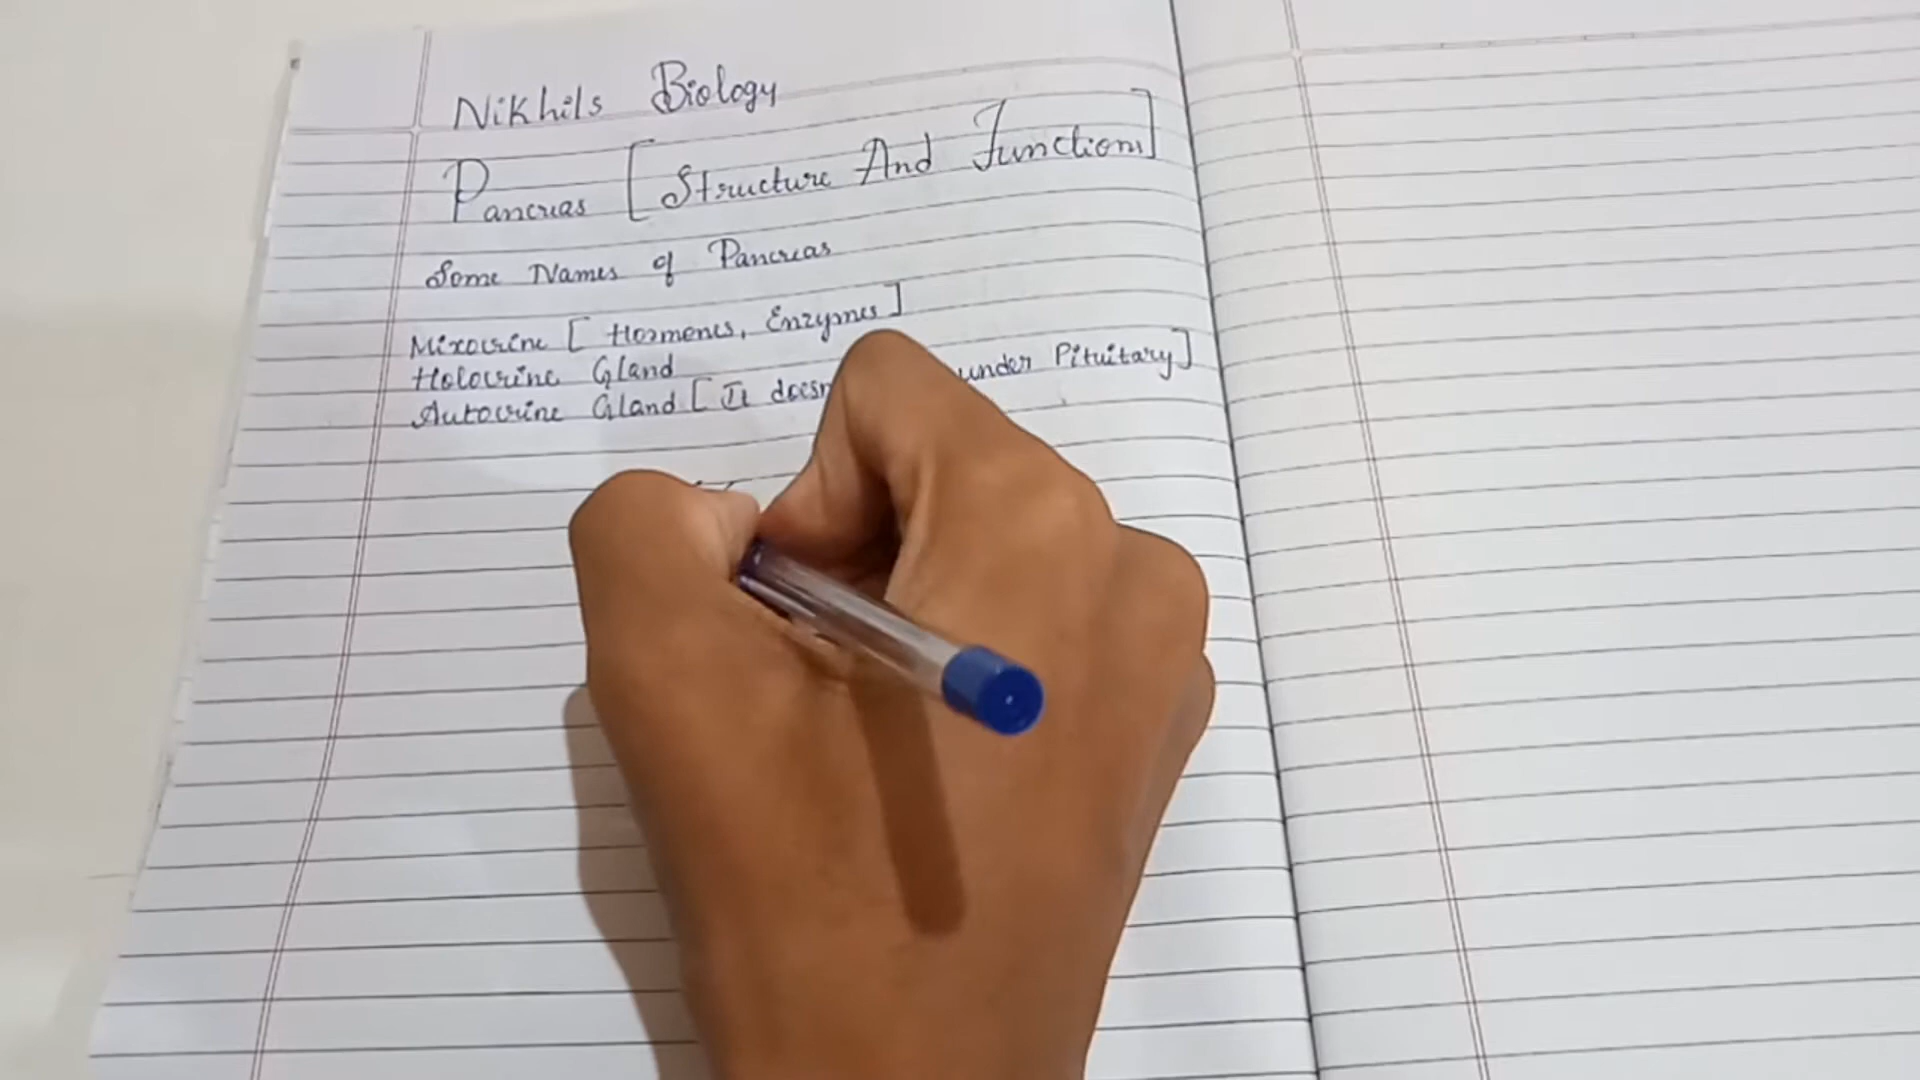 Nikhils Biology
Pancreas [Structure And Function]
Some Names of Pancreas
Mixocrine [ Hormones, Enzymes ]
Holocrine Gland
Autocrine Gland [ It under Pituitary]